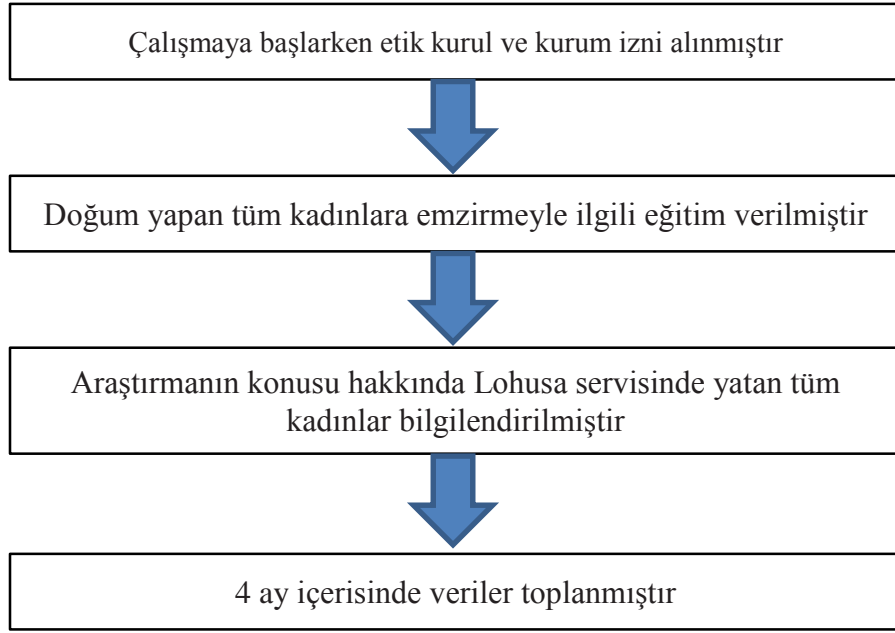 Çalışmaya başlarken etik kurul ve kurum izni alınmıştır
Doğum yapan tüm kadınlara emzirmeyle ilgili eğitim verilmiştir
Araştırmanın konusu hakkında Lohusa servisinde yatan tüm
kadınlar bilgilendirilmiştir
4 ay içerisinde veriler toplanmıştır